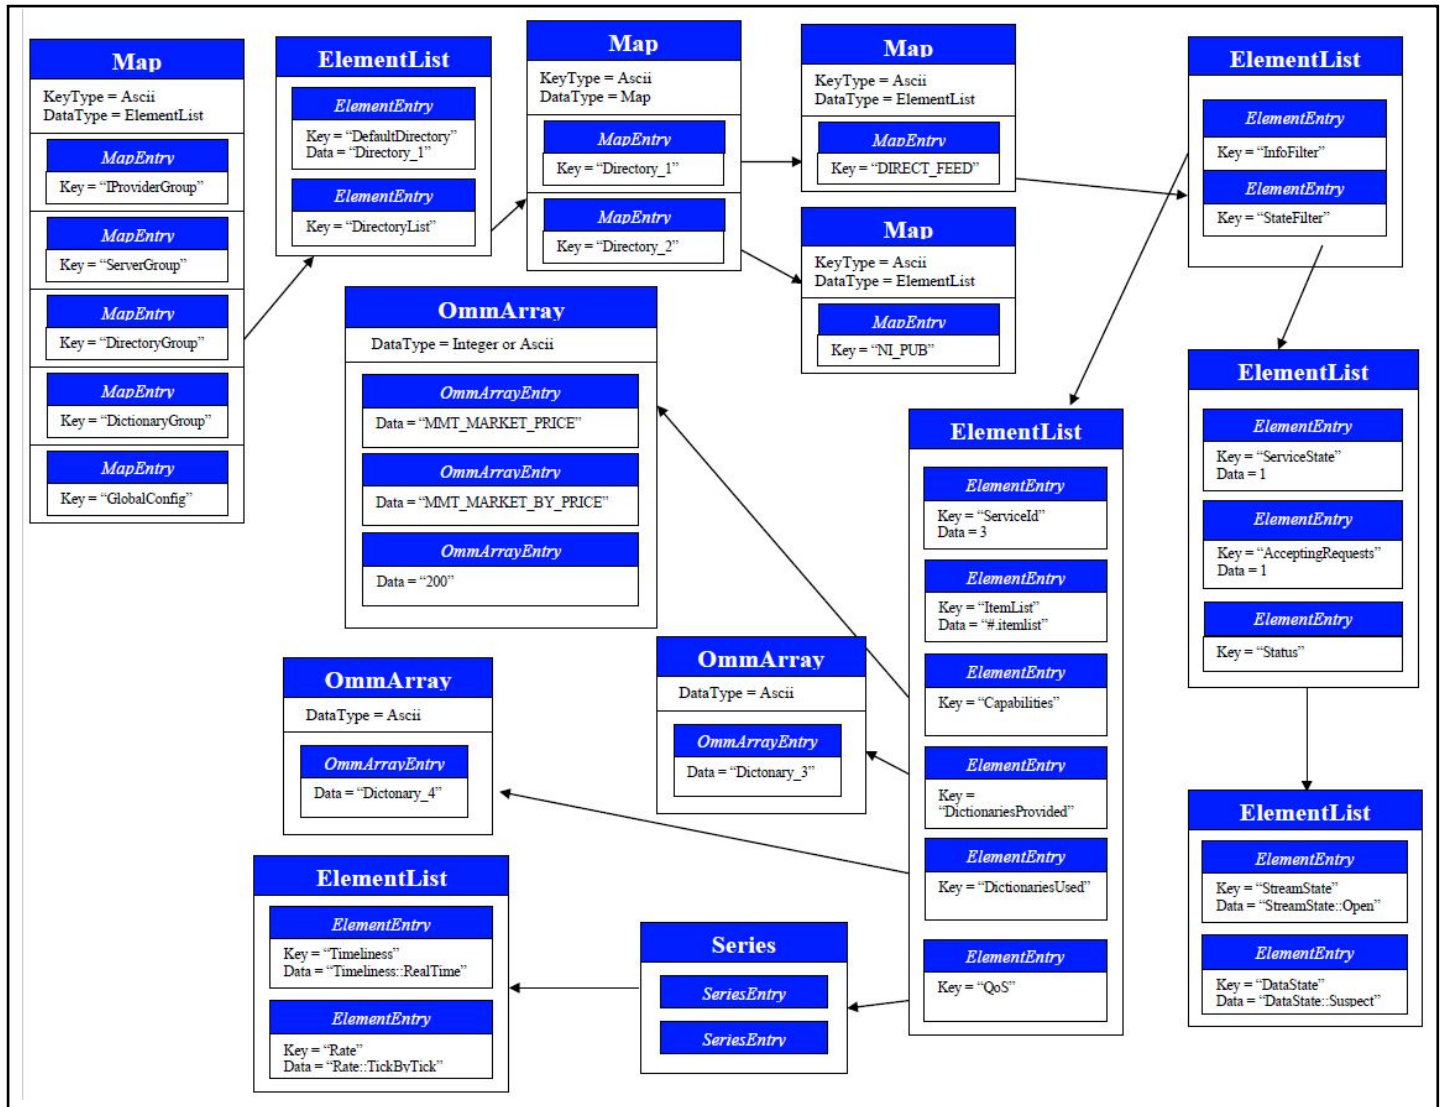 Map
KeyType = Ascii
DataType = ElementList
MapEntry
Key = “IProviderGroup”
MapEntry
Key = “ServerGroup”
MapEntry
Key = “DirectoryGroup”
MapEntry
Key = “DictionaryGroup”
MapEntry
Key = “GlobalConfig”
ElementList
ElementEntry
Key = “DefaultDirectory”
Data = “Directory_1”
ElementEntry
Key = “DirectoryList”
Map
KeyType = Ascii
DataType = Map
MapEntry
Key = “Directory_1”
MapEntry
Key = “Directory_2”
Map
KeyType = Ascii
DataType = ElementList
MapEntry
Key = “DIRECT_FEED”
Map
KeyType = Ascii
DataType = ElementList
MapEntry
Key = “NI_PUB”
ElementList
ElementEntry
Key = “InfoFilter”
ElementEntry
Key = “StateFilter”
OmmArray
DataType = Integer or Ascii
OmmArrayEntry
Data = “MMT_MARKET_PRICE”
OmmArrayEntry
Data = “MMT_MARKET_BY_PRICE”
OmmArrayEntry
Data = “200”
ElementList
ElementEntry
Key = “ServiceId”
Data = 3
ElementEntry
Key = “ItemList”
Data = “#.itemlist”
ElementEntry
Key = “Capabilities”
ElementEntry
Key =
“DictionariesProvided”
ElementEntry
Key = “DictionariesUsed”
ElementEntry
Key = “QoS”
ElementList
ElementEntry
Key = “ServiceState”
Data = 1
ElementEntry
Key = “AcceptingRequests”
Data = 1
ElementEntry
Key = “Status”
OmmArray
DataType = Ascii
OmmArrayEntry
Data = “Dictonary_3”
OmmArray
DataType = Ascii
OmmArrayEntry
Data = “Dictonary_4”
ElementList
ElementEntry
Key = “StreamState”
Data = “StreamState::Open”
ElementEntry
Key = “DataState”
Data = “DataState::Suspect”
ElementList
ElementEntry
Key = “Timeliness”
Data = “Timeliness::RealTime”
ElementEntry
Key = “Rate”
Data = “Rate::TickByTick”
Series
SeriesEntry
SeriesEntry